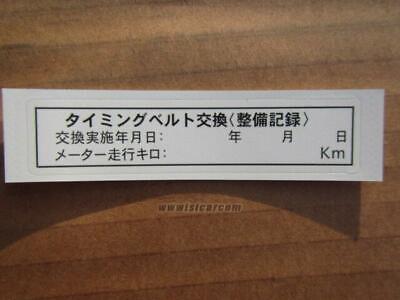 タイミングベルト交換〈整備記録〉
交換実施年月日: 年 月 日
メーター走行キロ: Km
www.isicar.com